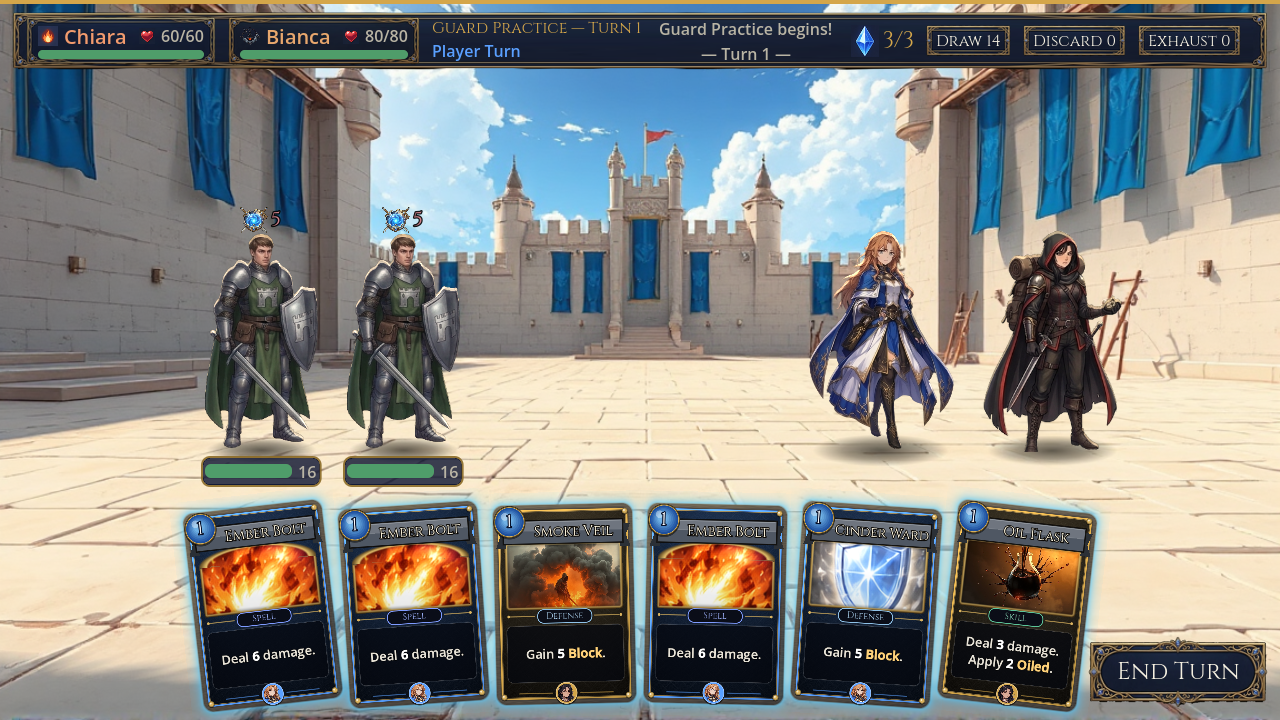 Chiara 60/60
Bianca 80/80
GUARD PRACTICE — TURN 1
Player Turn
Guard Practice begins!
— Turn 1 —
3/3
DRAW 14
DISCARD 0
EXHAUST 0
5
5
16
16
1
EMBER BOLT
SPELL
Deal 6 damage.
1
EMBER BOLT
SPELL
Deal 6 damage.
1
SMOKE VEIL
DEFENSE
Gain 5 Block.
1
EMBER BOLT
SPELL
Deal 6 damage.
1
CINDER WARD
DEFENSE
Gain 5 Block.
1
OIL FLASK
SKILL
Deal 3 damage.
Apply 2 Oiled.
END TURN